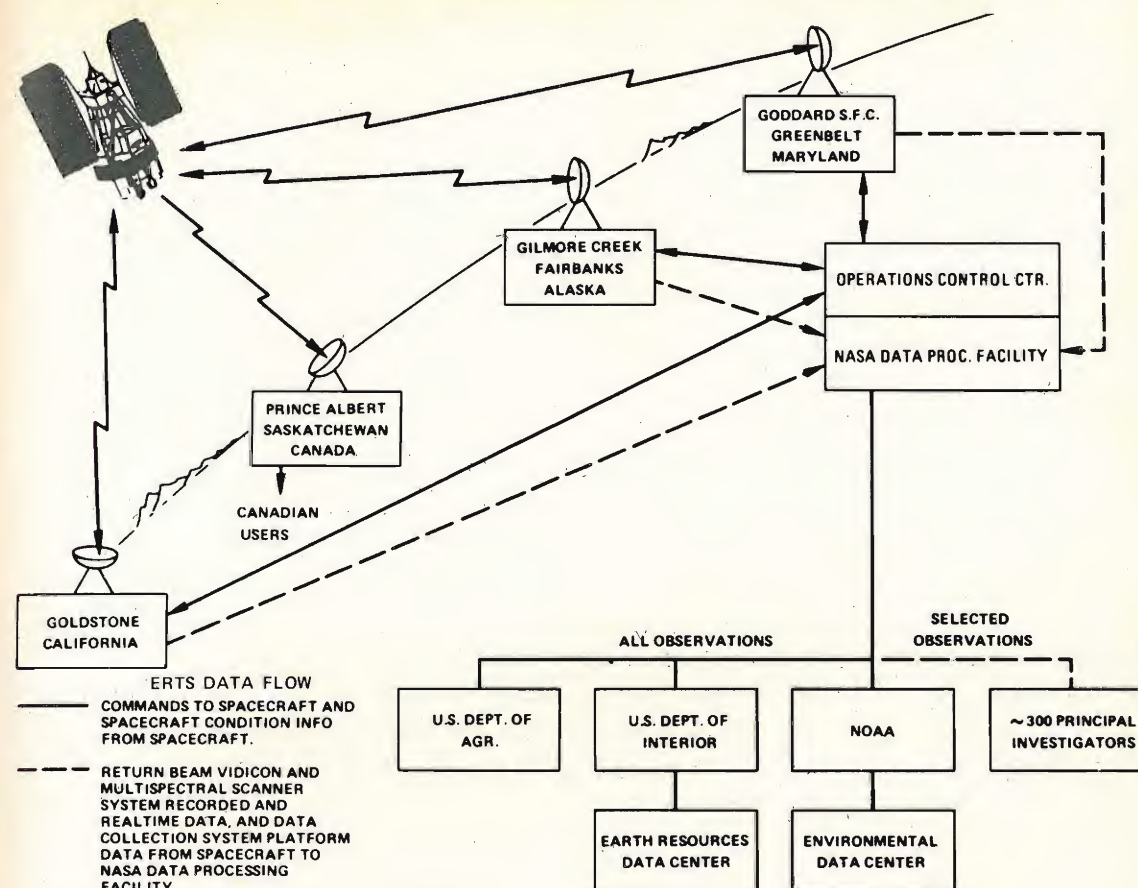 GODDARD S.F.C.
GREENBELT
MARYLAND
GILMORE CREEK
FAIRBANKS
ALASKA
OPERATIONS CONTROL CTR.
NASA DATA PROC. FACILITY
PRINCE ALBERT
SASKATCHEWAN
CANADA
CANADIAN
USERS
GOLDSTONE
CALIFORNIA
ALL OBSERVATIONS
SELECTED
OBSERVATIONS
ERTS DATA FLOW
COMMANDS TO SPACECRAFT AND
SPACECRAFT CONDITION INFO
FROM SPACECRAFT.
RETURN BEAM VIDICON AND
MULTISPECTRAL SCANNER
SYSTEM RECORDED AND
REALTIME DATA, AND DATA
COLLECTION SYSTEM PLATFORM
DATA FROM SPACECRAFT TO
NASA DATA PROCESSING
FACILITY
U.S. DEPT. OF
AGR.
U.S. DEPT. OF
INTERIOR
NOAA
~300 PRINCIPAL
INVESTIGATORS
EARTH RESOURCES
DATA CENTER
ENVIRONMENTAL
DATA CENTER